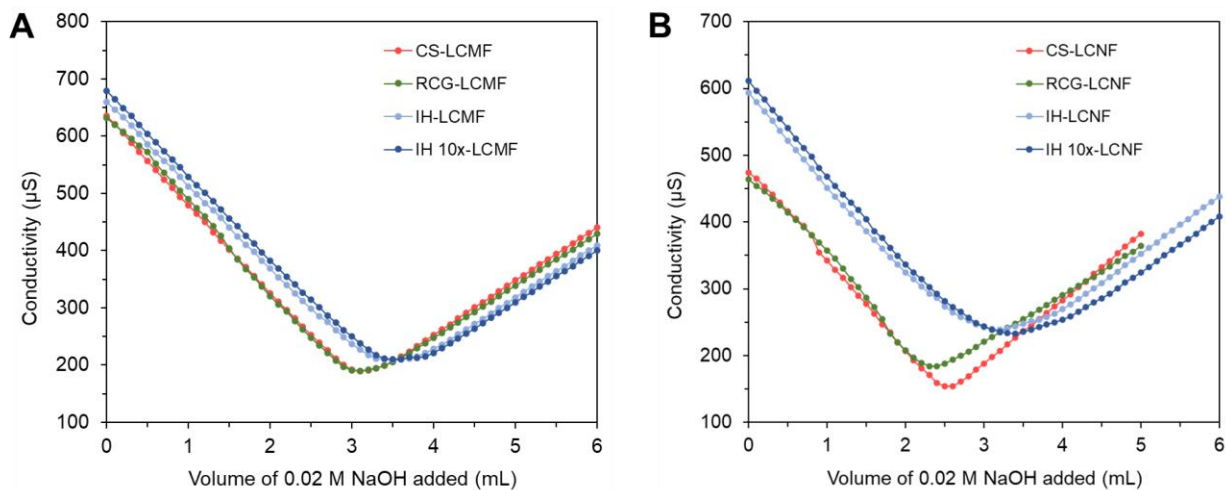 A
800
700
600
500
400
300
200
100
Conductivity (µS)
0 1 2 3 4 5 6
Volume of 0.02 M NaOH added (mL)
CS-LCMF
RCG-LCMF
IH-LCMF
IH 10x-LCMF
B
700
600
500
400
300
200
100
Conductivity (µS)
0 1 2 3 4 5 6
Volume of 0.02 M NaOH added (mL)
CS-LCNF
RCG-LCNF
IH-LCNF
IH 10x-LCNF